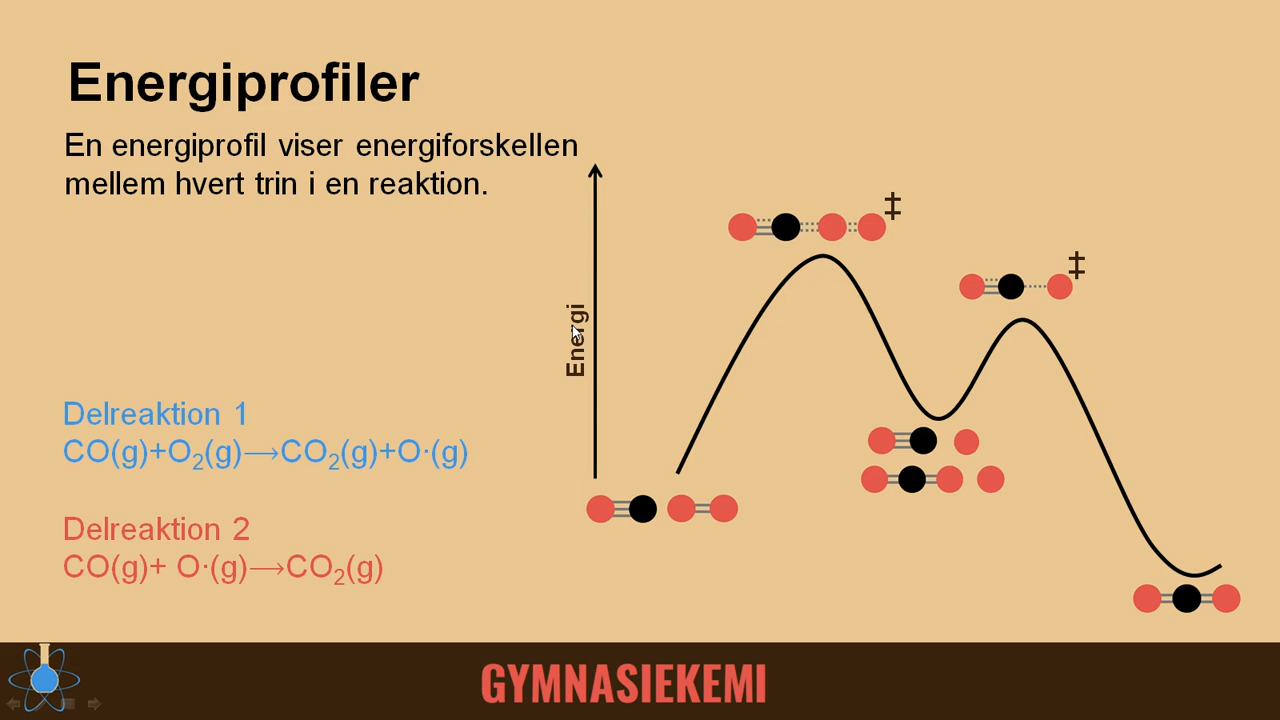 Energiprofiler
En energiprofil viser energiforskellen
mellem hvert trin i en reaktion.
‡
‡
Energi
Delreaktion 1
CO(g)+O₂(g)⟶CO₂(g)+O·(g)
Delreaktion 2
CO(g)+ O·(g)⟶CO₂(g)
GYMNASIEKEMI